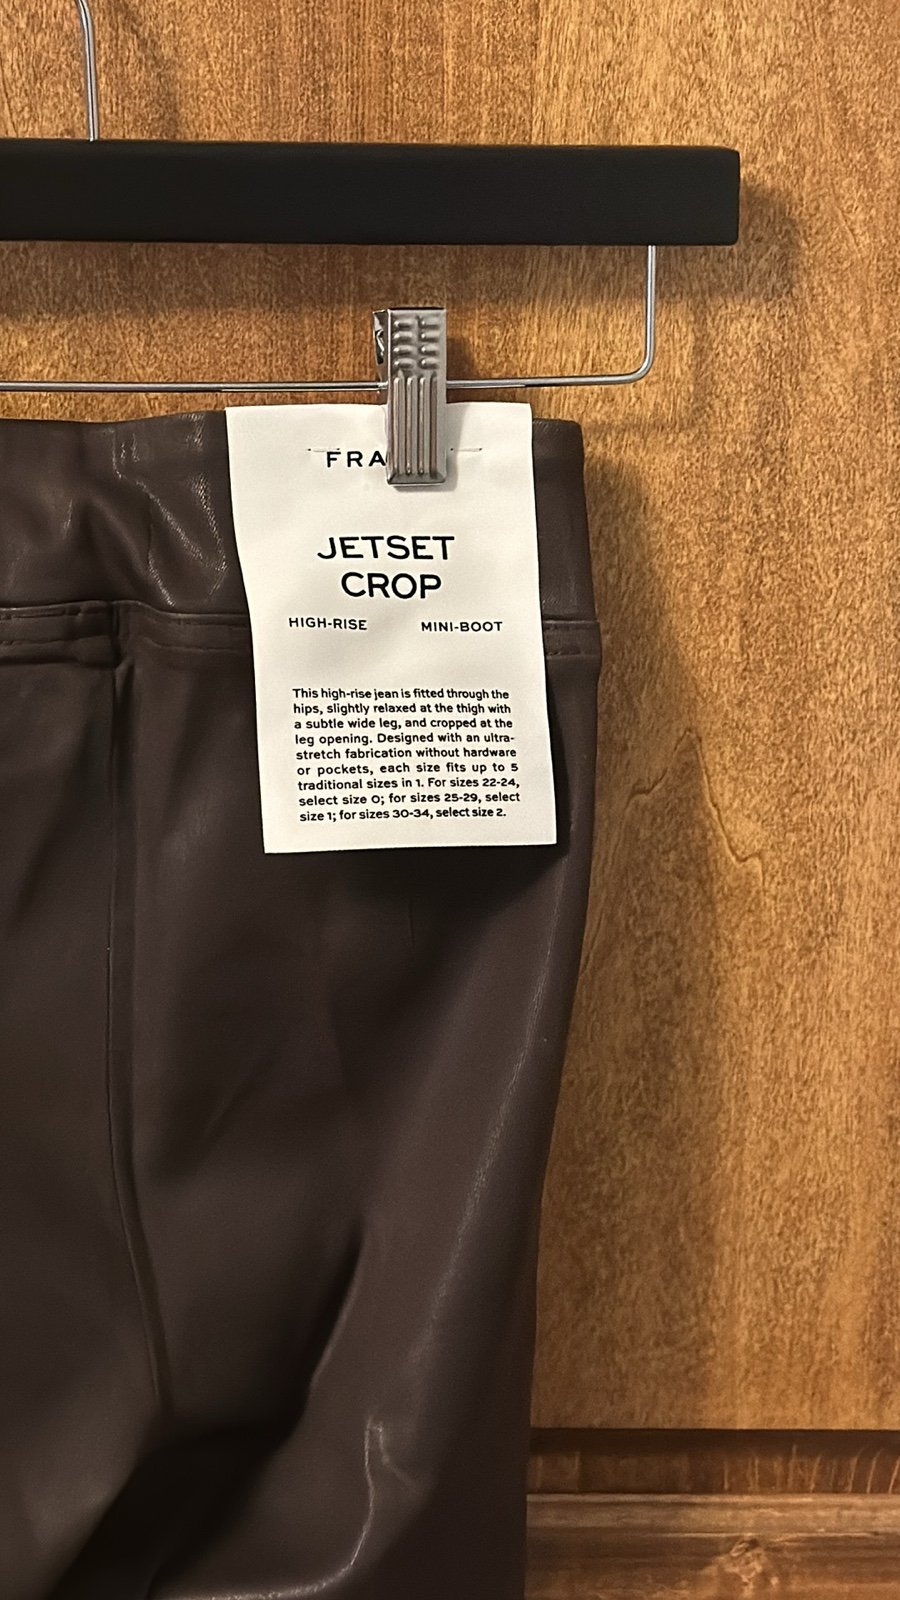 FRA
JETSET
CROP
HIGH-RISE MINI-BOOT
This high-rise jean is fitted through the
hips, slightly relaxed at the thigh with
a subtle wide leg, and cropped at the
leg opening. Designed with an ultra-
stretch fabrication without hardware
or pockets, each size fits up to 5
traditional sizes in 1. For sizes 22-24,
select size 0; for sizes 25-29, select
size 1; for sizes 30-34, select size 2.